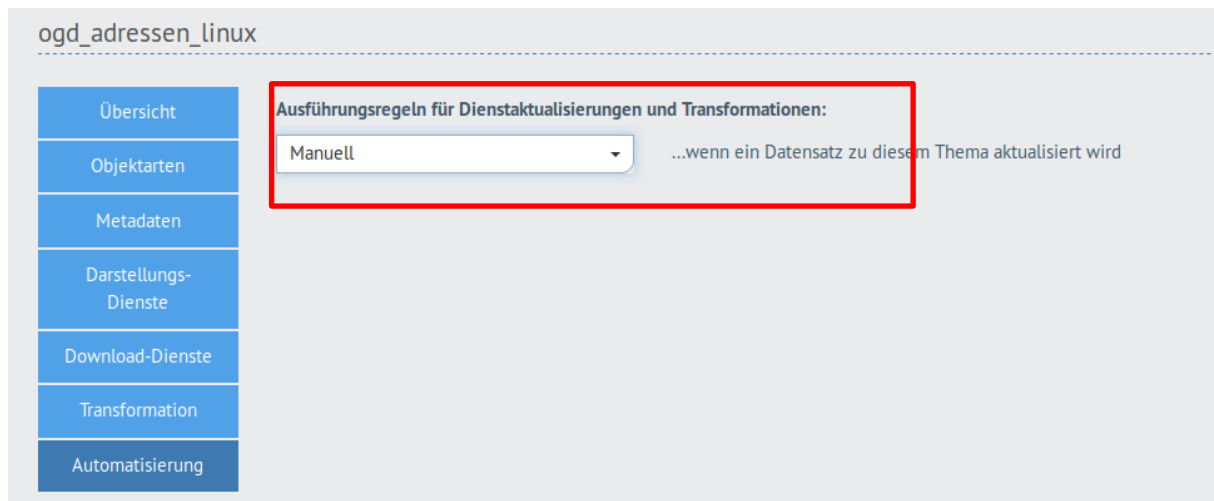 ogd_adressen_linux
Übersicht
Objektarten
Metadaten
Darstellungs-
Dienste
Download-Dienste
Transformation
Automatisierung
Ausführungsregeln für Dienstaktualisierungen und Transformationen:
Manuell
...wenn ein Datensatz zu diesem Thema aktualisiert wird